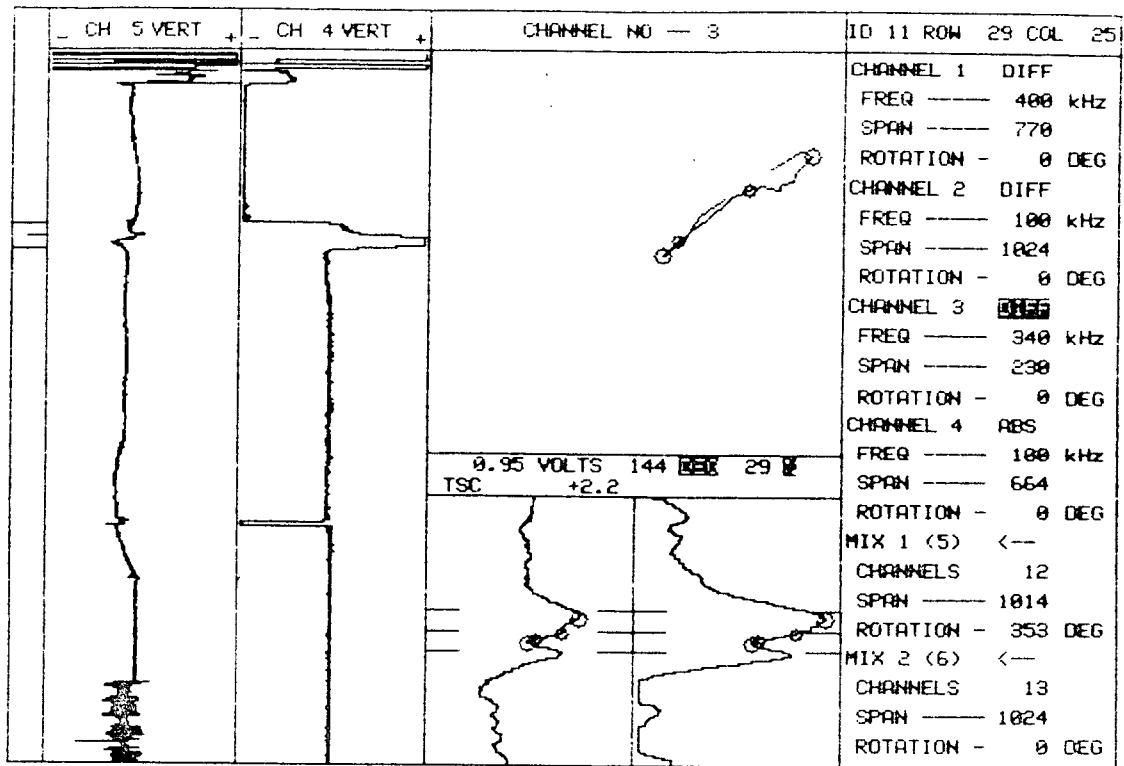 _ CH 5 VERT +
_ CH 4 VERT +
CHANNEL NO — 3
ID 11 ROW 29 COL 25
CHANNEL 1 DIFF
FREQ ----- 400 kHz
SPAN ----- 770
ROTATION - 0 DEG
CHANNEL 2 DIFF
FREQ ----- 100 kHz
SPAN ----- 1024
ROTATION - 0 DEG
CHANNEL 3 DIFF
FREQ ----- 340 kHz
SPAN ----- 230
ROTATION - 0 DEG
CHANNEL 4 ABS
FREQ ----- 100 kHz
SPAN ----- 664
ROTATION - 0 DEG
MIX 1 (5) <--
CHANNELS 12
SPAN ----- 1014
ROTATION - 353 DEG
MIX 2 (6) <--
CHANNELS 13
SPAN ----- 1024
ROTATION - 0 DEG
0.95 VOLTS 144 29
TSC +2.2